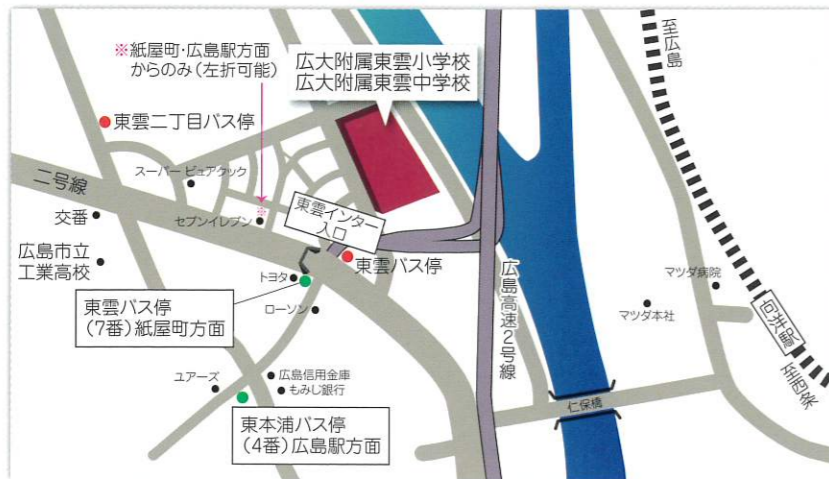 ※紙屋町・広島駅方面
からのみ(左折可能)
広大附属東雲小学校
広大附属東雲中学校
至広島
東雲二丁目バス停
スーパー ピュアクック
二号線
交番
セブンイレブン
※
東雲インター
入口
広島市立
工業高校
トヨタ
東雲バス停
東雲バス停
(7番)紙屋町方面
ローソン
広島高速2号線
マツダ病院
マツダ本社
向洋駅
至呉
ユアーズ
広島信用金庫
もみじ銀行
仁保橋
東本浦バス停
(4番)広島駅方面